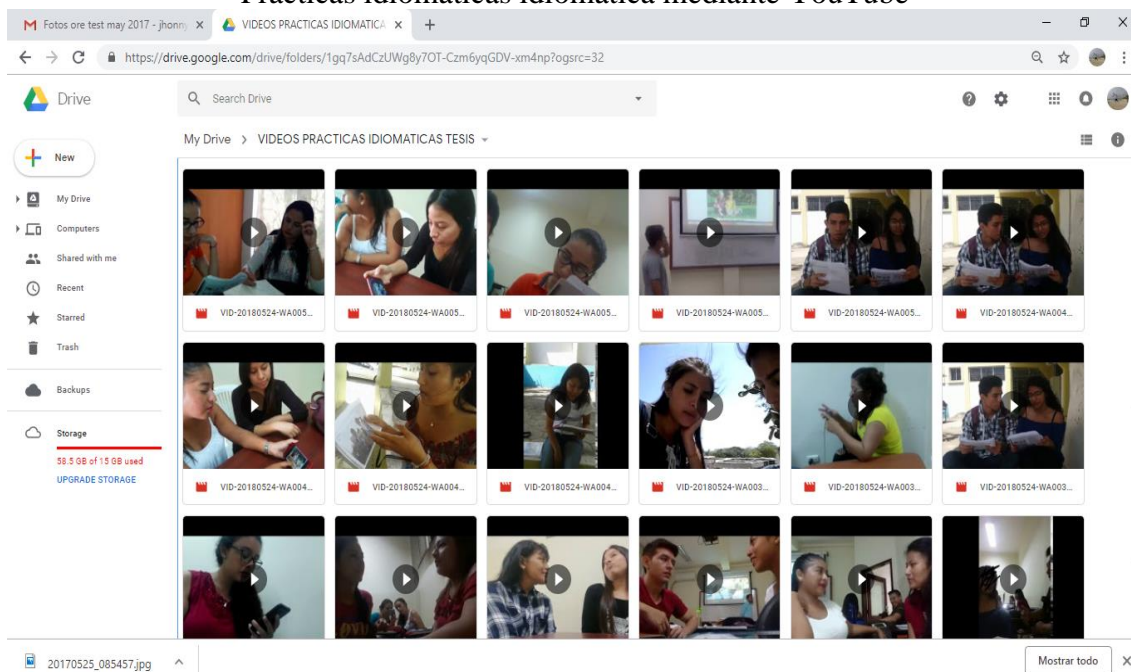 Prácticas idiomáticas idiomática mediante YouTube
Fotos ore test may 2017 - jhonny
VIDEOS PRACTICAS IDIOMATICA
https://drive.google.com/drive/folders/1gq7sAdCzUWg8y7OT-Czm6yqGDV-xm4np?ogsrc=32
Drive
Search Drive
My Drive > VIDEOS PRACTICAS IDIOMATICAS TESIS
New
My Drive
Computers
Shared with me
Recent
Starred
Trash
Backups
Storage
58.5 GB of 15 GB used
UPGRADE STORAGE
VID-20180524-WA005...
VID-20180524-WA005...
VID-20180524-WA005...
VID-20180524-WA005...
VID-20180524-WA005...
VID-20180524-WA004...
VID-20180524-WA004...
VID-20180524-WA004...
VID-20180524-WA004...
VID-20180524-WA003...
VID-20180524-WA003...
VID-20180524-WA003...
20170525_085457.jpg
Mostrar todo